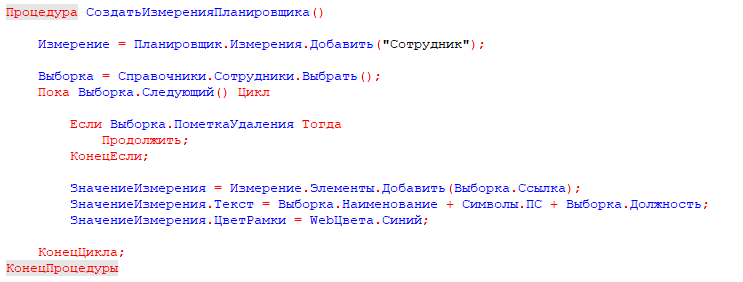 Процедура СоздатьИзмеренияПланировщика()
Измерение = Планировщик.Измерения.Добавить("Сотрудник");
Выборка = Справочники.Сотрудники.Выбрать();
Пока Выборка.Следующий() Цикл
Если Выборка.ПометкаУдаления Тогда
Продолжить;
КонецЕсли;
ЗначениеИзмерения = Измерение.Элементы.Добавить(Выборка.Ссылка);
ЗначениеИзмерения.Текст = Выборка.Наименование + Символы.ПС + Выборка.Должность;
ЗначениеИзмерения.ЦветРамки = WebЦвета.Синий;
КонецЦикла;
КонецПроцедуры